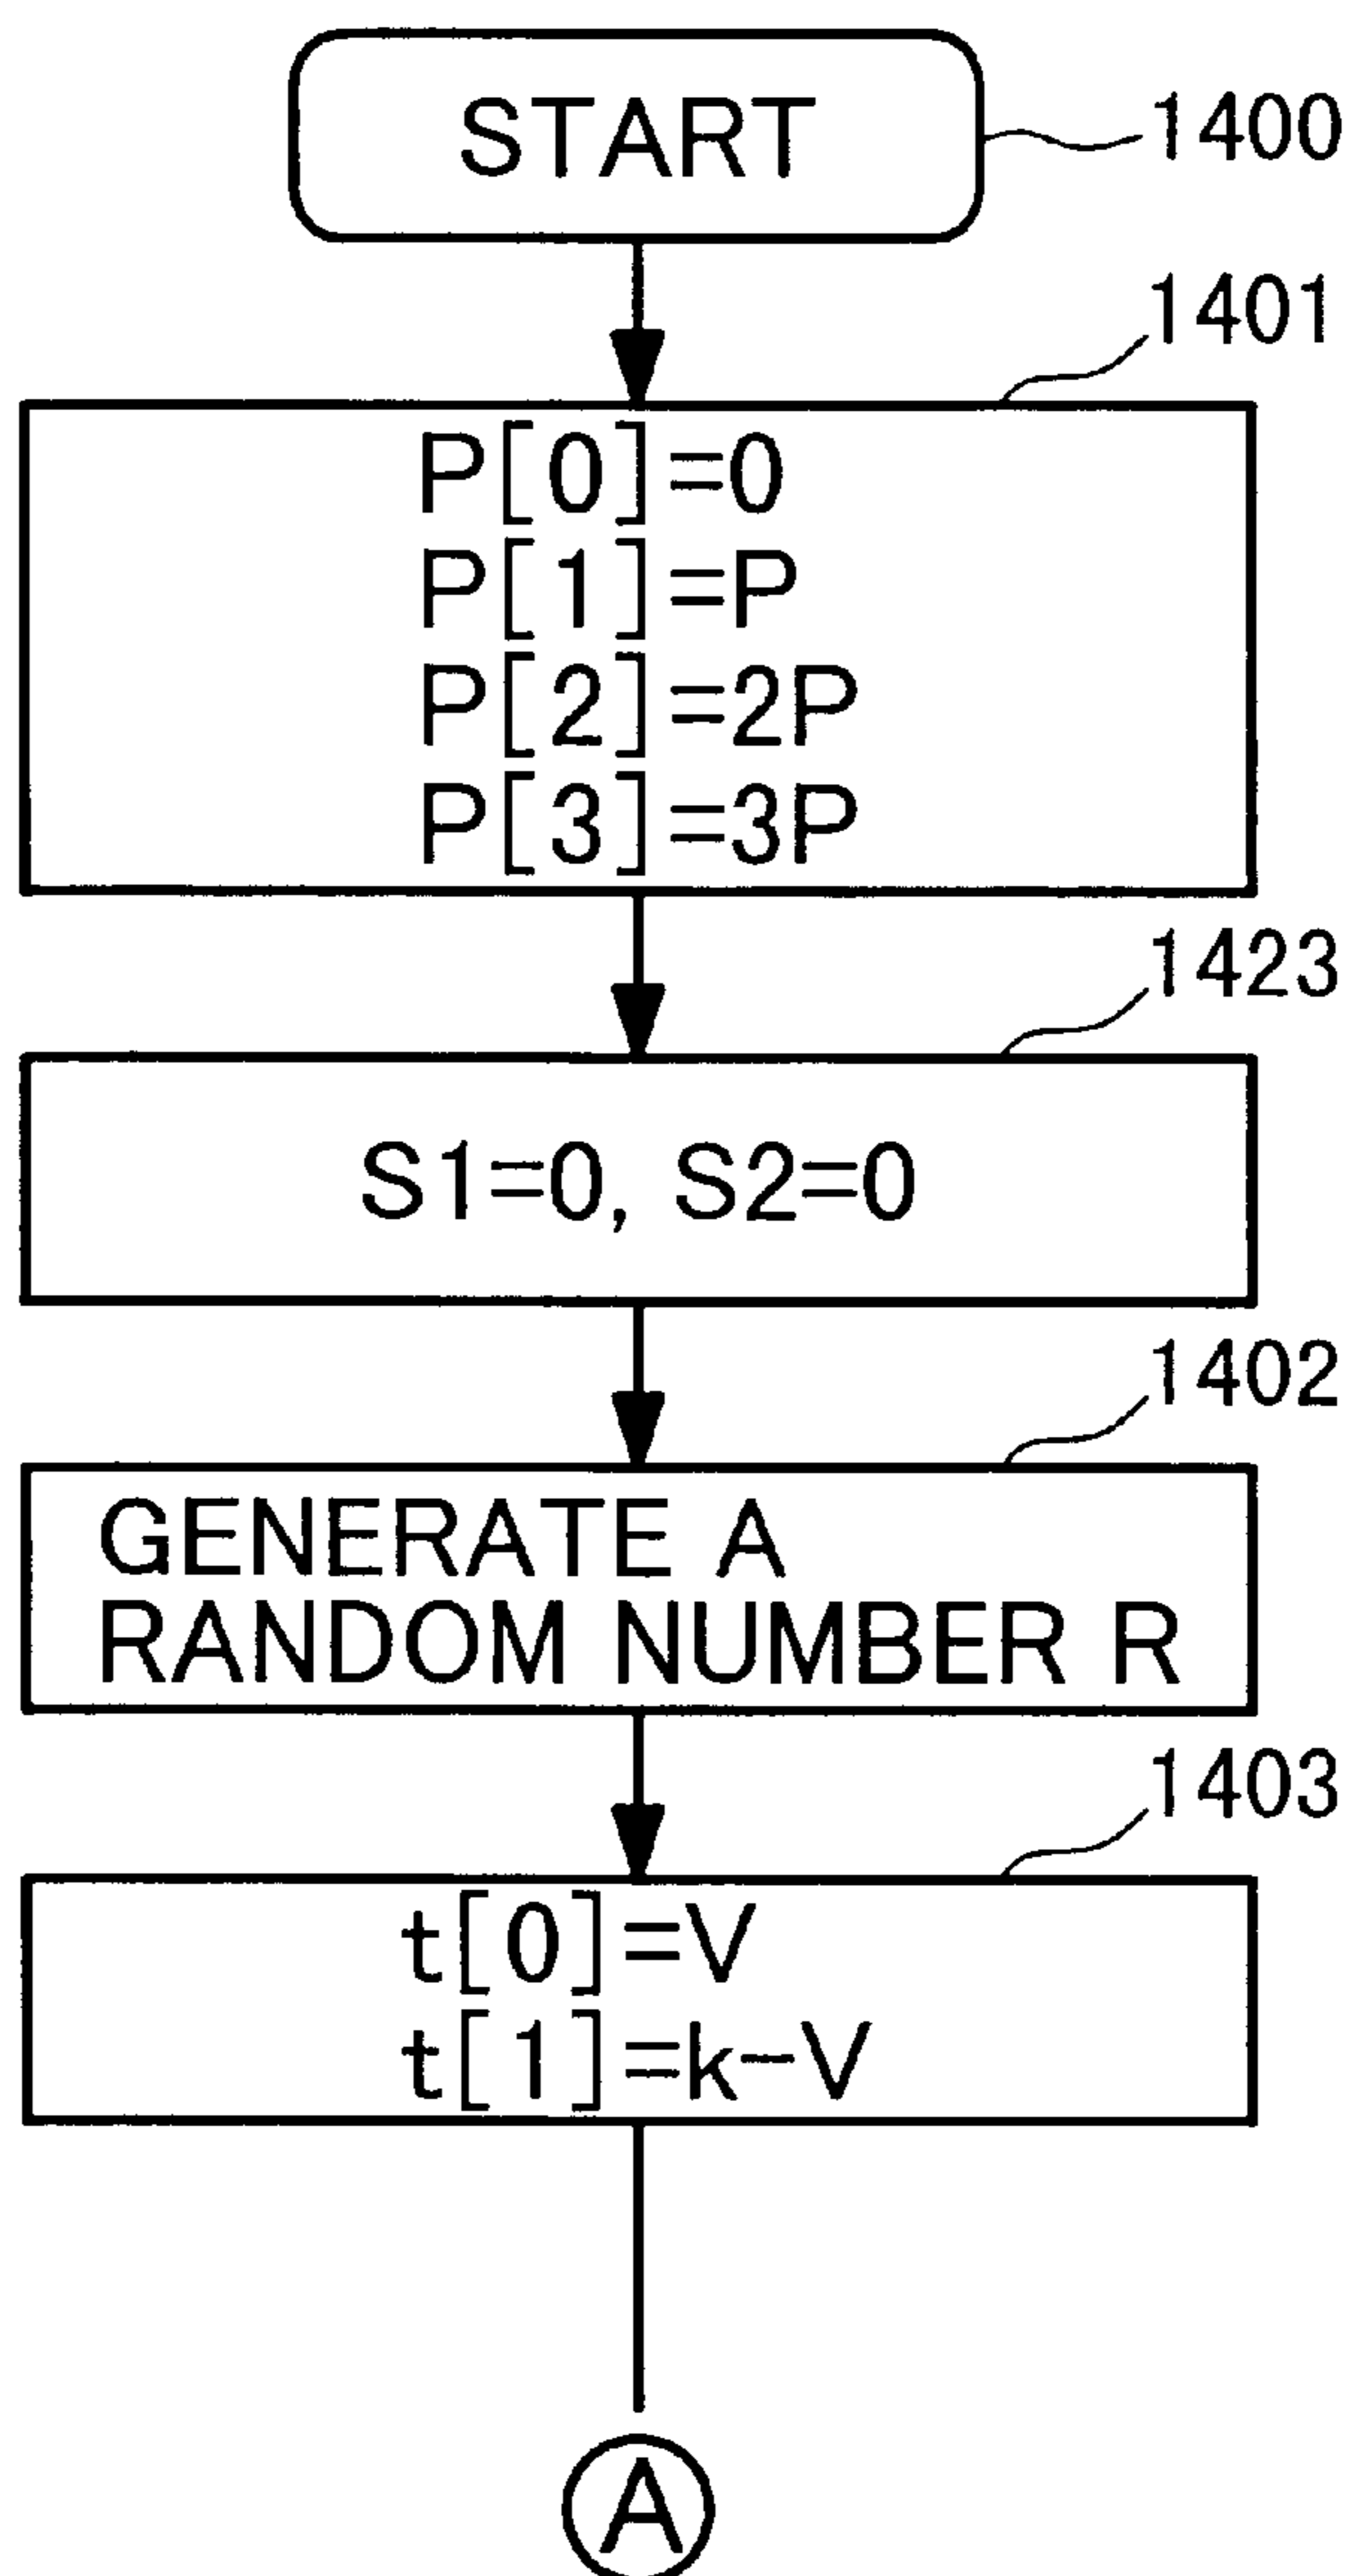 START
1400
1401
P[0]=0
P[1]=P
P[2]=2P
P[3]=3P
1423
S1=0, S2=0
1402
GENERATE A
RANDOM NUMBER R
1403
t[0]=V
t[1]=k-V
A